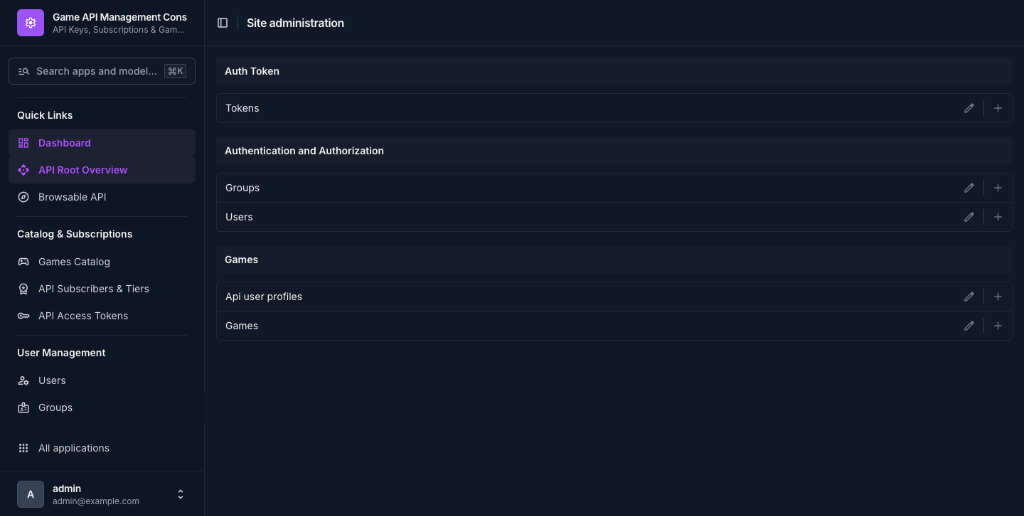 Game API Management Cons
API Keys, Subscriptions & Gam...
Search apps and model...
⌘K
Quick Links
Dashboard
API Root Overview
Browsable API
Catalog & Subscriptions
Games Catalog
API Subscribers & Tiers
API Access Tokens
User Management
Users
Groups
All applications
A
admin
admin@example.com
Site administration
Auth Token
Tokens
Authentication and Authorization
Groups
Users
Games
Api user profiles
Games